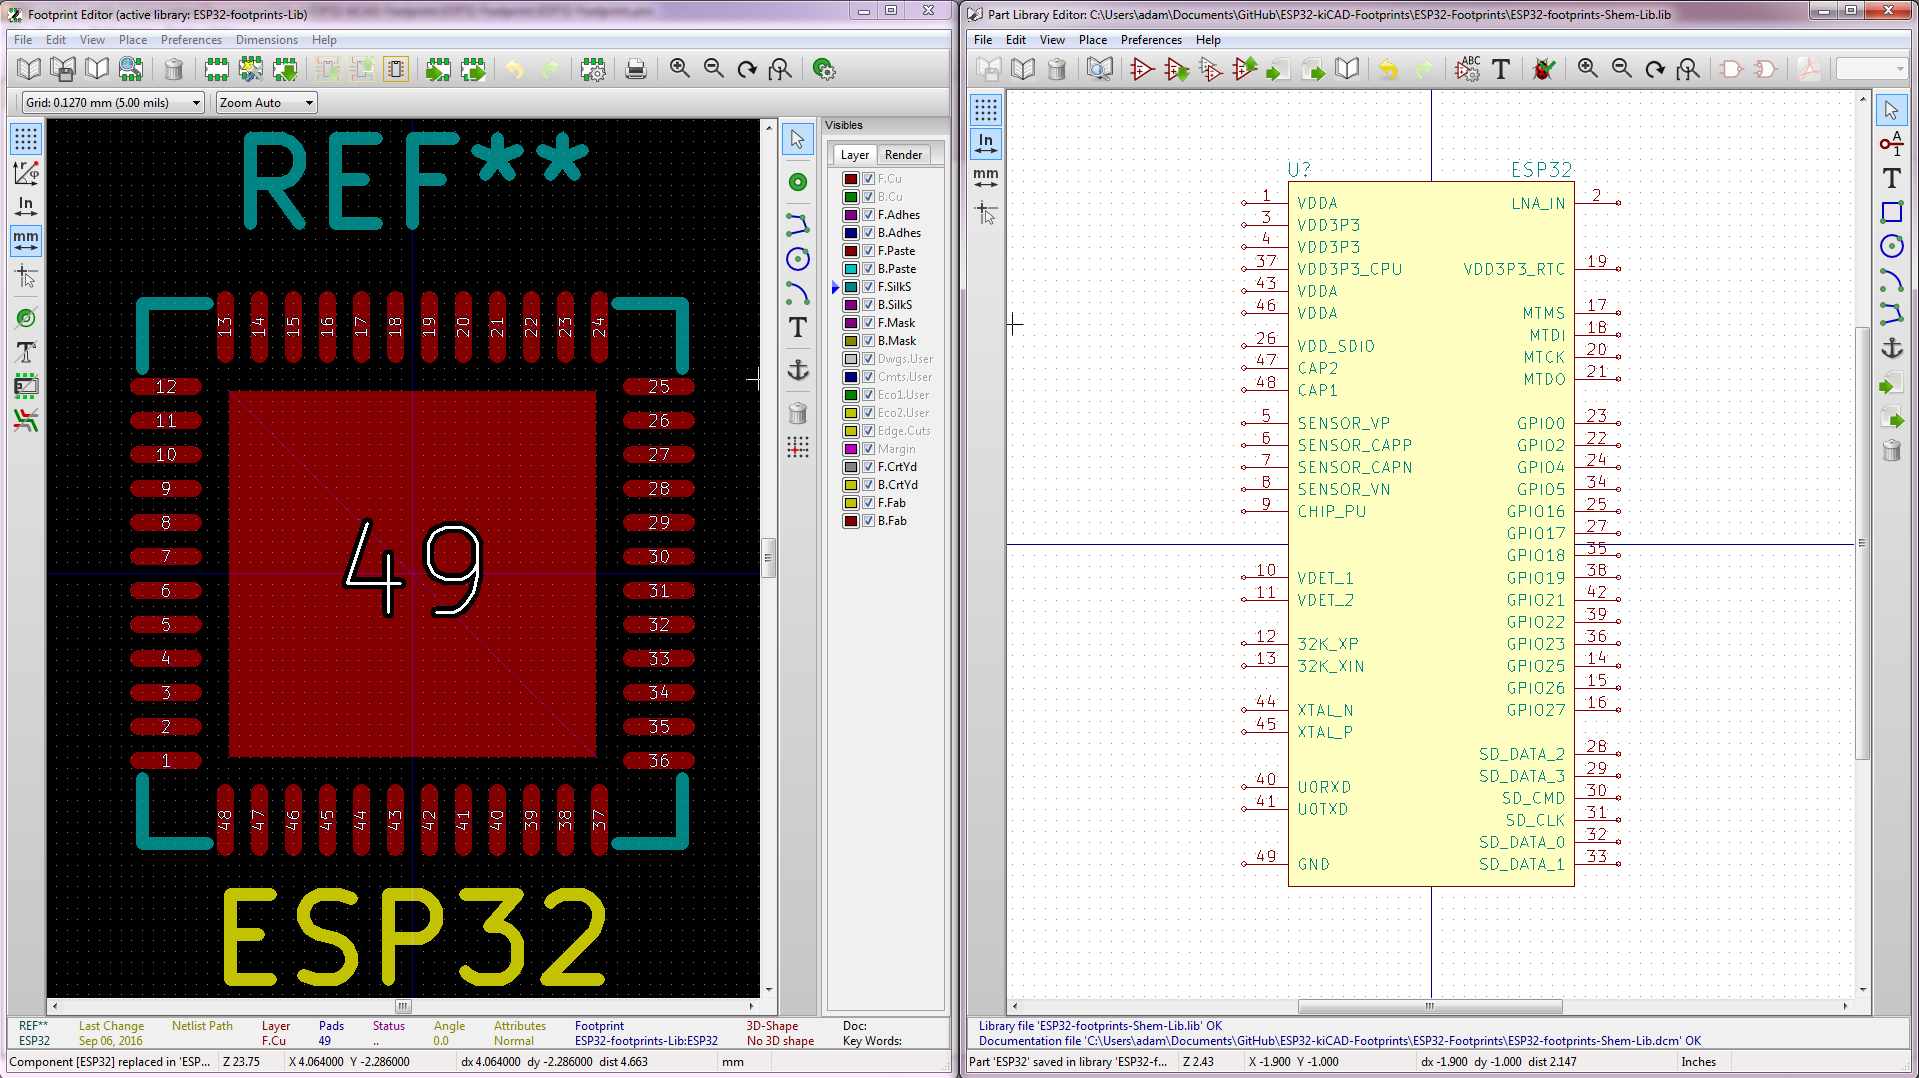 Footprint Editor (active library: ESP32-footprints-Lib)
File Edit View Place Preferences Dimensions Help
Grid: 0.1270 mm (5.00 mils) Zoom Auto
In
mm
REF**
13 14 15 16 17 18 19 20 21 22 23 24
12 25
11 26
10 27
9 28
8 29
7 30
6 31
5 32
4 33
3 34
2 35
1 36
49
48 47 46 45 44 43 42 41 40 39 38 37
ESP32
T
Visibles
Layer Render
F.Cu
B.Cu
F.Adhes
B.Adhes
F.Paste
B.Paste
F.SilkS
B.SilkS
F.Mask
B.Mask
Dwgs.User
Cmts.User
Eco1.User
Eco2.User
Edge.Cuts
Margin
F.CrtYd
B.CrtYd
F.Fab
B.Fab
REF** Last Change Netlist Path Layer Pads Status Angle Attributes Footprint 3D-Shape Doc:
ESP32 Sep 06, 2016 F.Cu 49 .. 0.0 Normal ESP32-footprints-Lib:ESP32 No 3D shape Key Words:
Component [ESP32] replaced in 'ESP... Z 23.75 X 4.064000 Y -2.286000 dx 4.064000 dy -2.286000 dist 4.663 mm
Part Library Editor: C:\Users\adam\Documents\GitHub\ESP32-kiCAD-Footprints\ESP32-Footprints\ESP32-footprints-Shem-Lib.lib
File Edit View Place Preferences Help
ABC T
In
mm
A
1
T
U? ESP32
1 VDDA LNA_IN 2
3 VDD3P3
4 VDD3P3
37 VDD3P3_CPU VDD3P3_RTC 19
43 VDDA
46 VDDA MTMS 17
MTDI 18
26 VDD_SDIO MTCK 20
47 CAP2 MTDO 21
48 CAP1
5 SENSOR_VP GPIO0 23
6 SENSOR_CAPP GPIO2 22
7 SENSOR_CAPN GPIO4 24
8 SENSOR_VN GPIO5 34
9 CHIP_PU GPIO16 25
GPIO17 27
GPIO18 35
10 VDET_1 GPIO19 38
11 VDET_2 GPIO21 42
GPIO22 39
12 32K_XP GPIO23 36
13 32K_XIN GPIO25 14
GPIO26 15
44 XTAL_N GPIO27 16
45 XTAL_P
SD_DATA_2 28
SD_DATA_3 29
40 UORXD SD_CMD 30
41 UOTXD SD_CLK 31
SD_DATA_0 32
49 GND SD_DATA_1 33
Library file 'ESP32-footprints-Shem-Lib.lib' OK
Documentation file 'C:\Users\adam\Documents\GitHub\ESP32-kiCAD-Footprints\ESP32-Footprints\ESP32-footprints-Shem-Lib.dcm' OK
Part 'ESP32' saved in library 'ESP32-f... Z 2.43 X -1.900 Y -1.000 dx -1.900 dy -1.000 dist 2.147 Inches